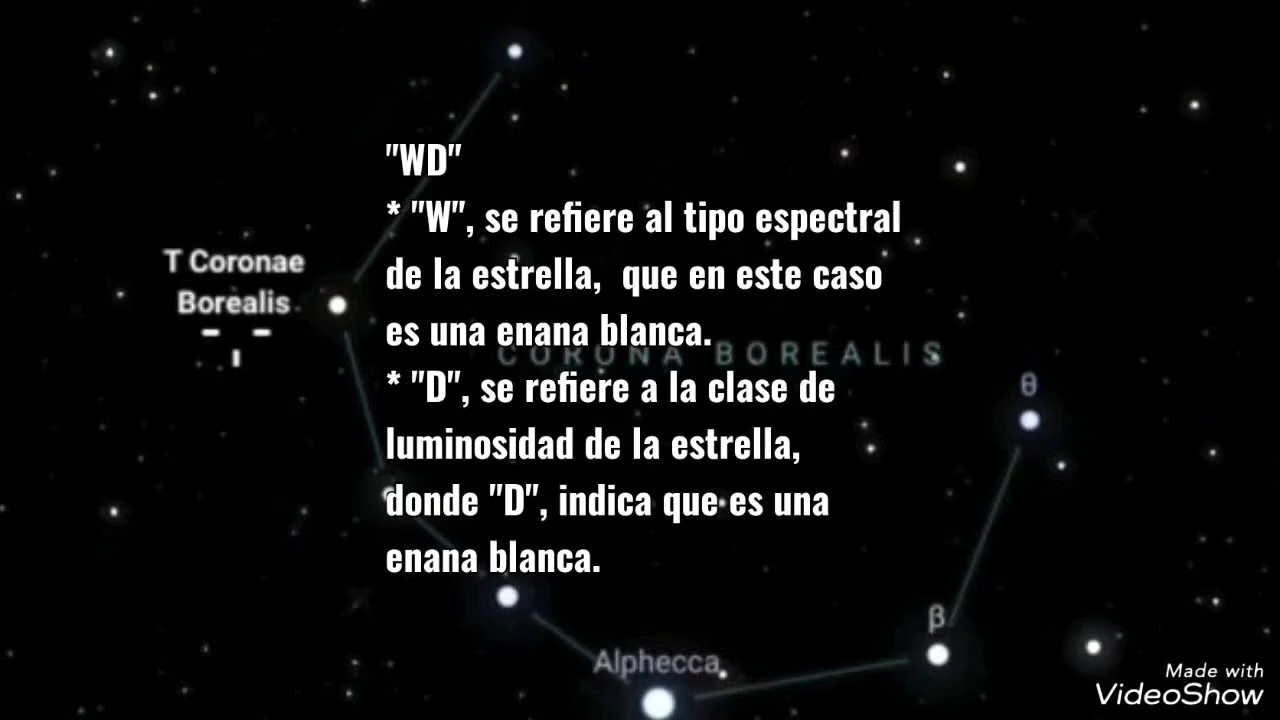 "WD"
* "W", se refiere al tipo espectral
de la estrella, que en este caso
es una enana blanca.
* "D", se refiere a la clase de
luminosidad de la estrella,
donde "D", indica que es una
enana blanca.
T Coronae
Borealis
CORONA BOREALIS
θ
β
Alphecca
Made with
VideoShow